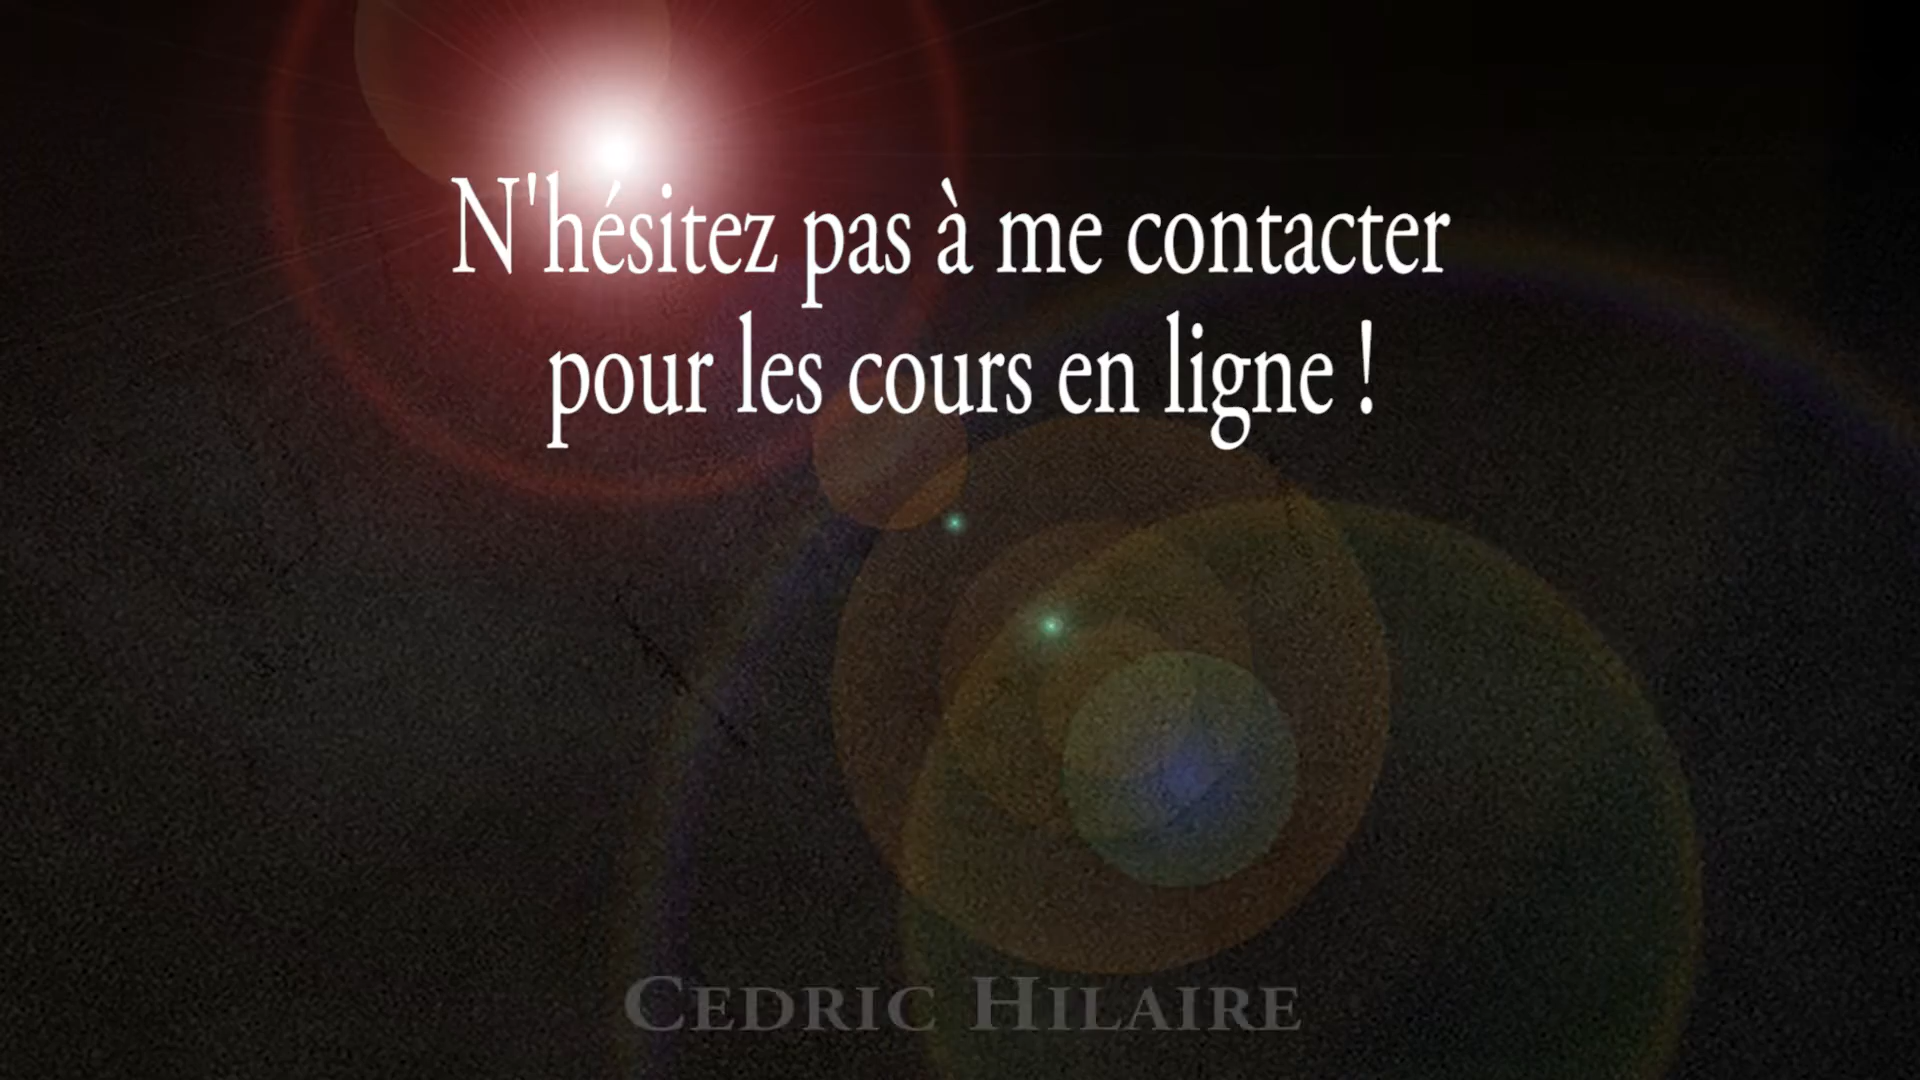 N'hésitez pas à me contacter
pour les cours en ligne !
CEDRIC HILAIRE